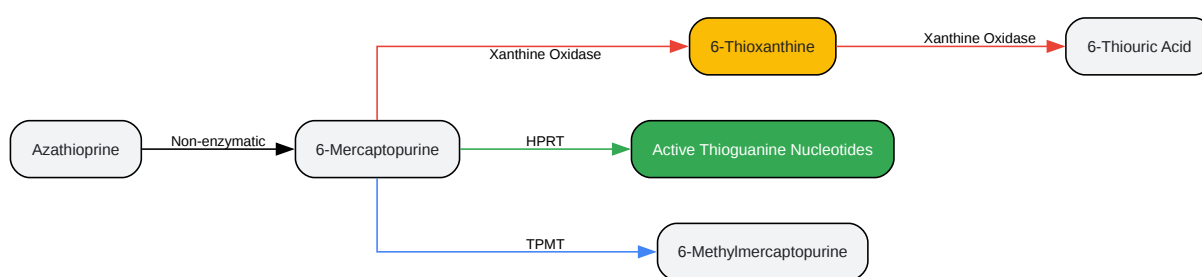 Xanthine Oxidase
6-Thioxanthine
Xanthine Oxidase
6-Thiouric Acid
Azathioprine
Non-enzymatic
6-Mercaptopurine
HPRT
Active Thioguanine Nucleotides
TPMT
6-Methylmercaptopurine